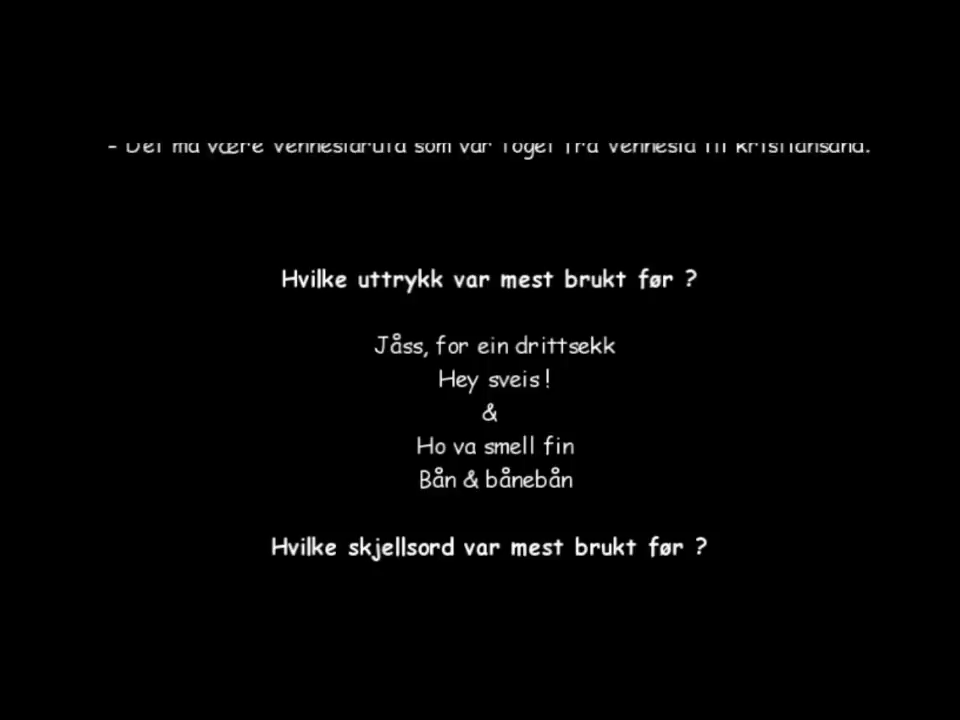 - Det må være Venneslaruta som var toget fra Vennesla til Kristiansand.
Hvilke uttrykk var mest brukt før ?
Jåss, for ein drittsekk
Hey sveis !
&
Ho va smell fin
Bån & bånebån
Hvilke skjellsord var mest brukt før ?